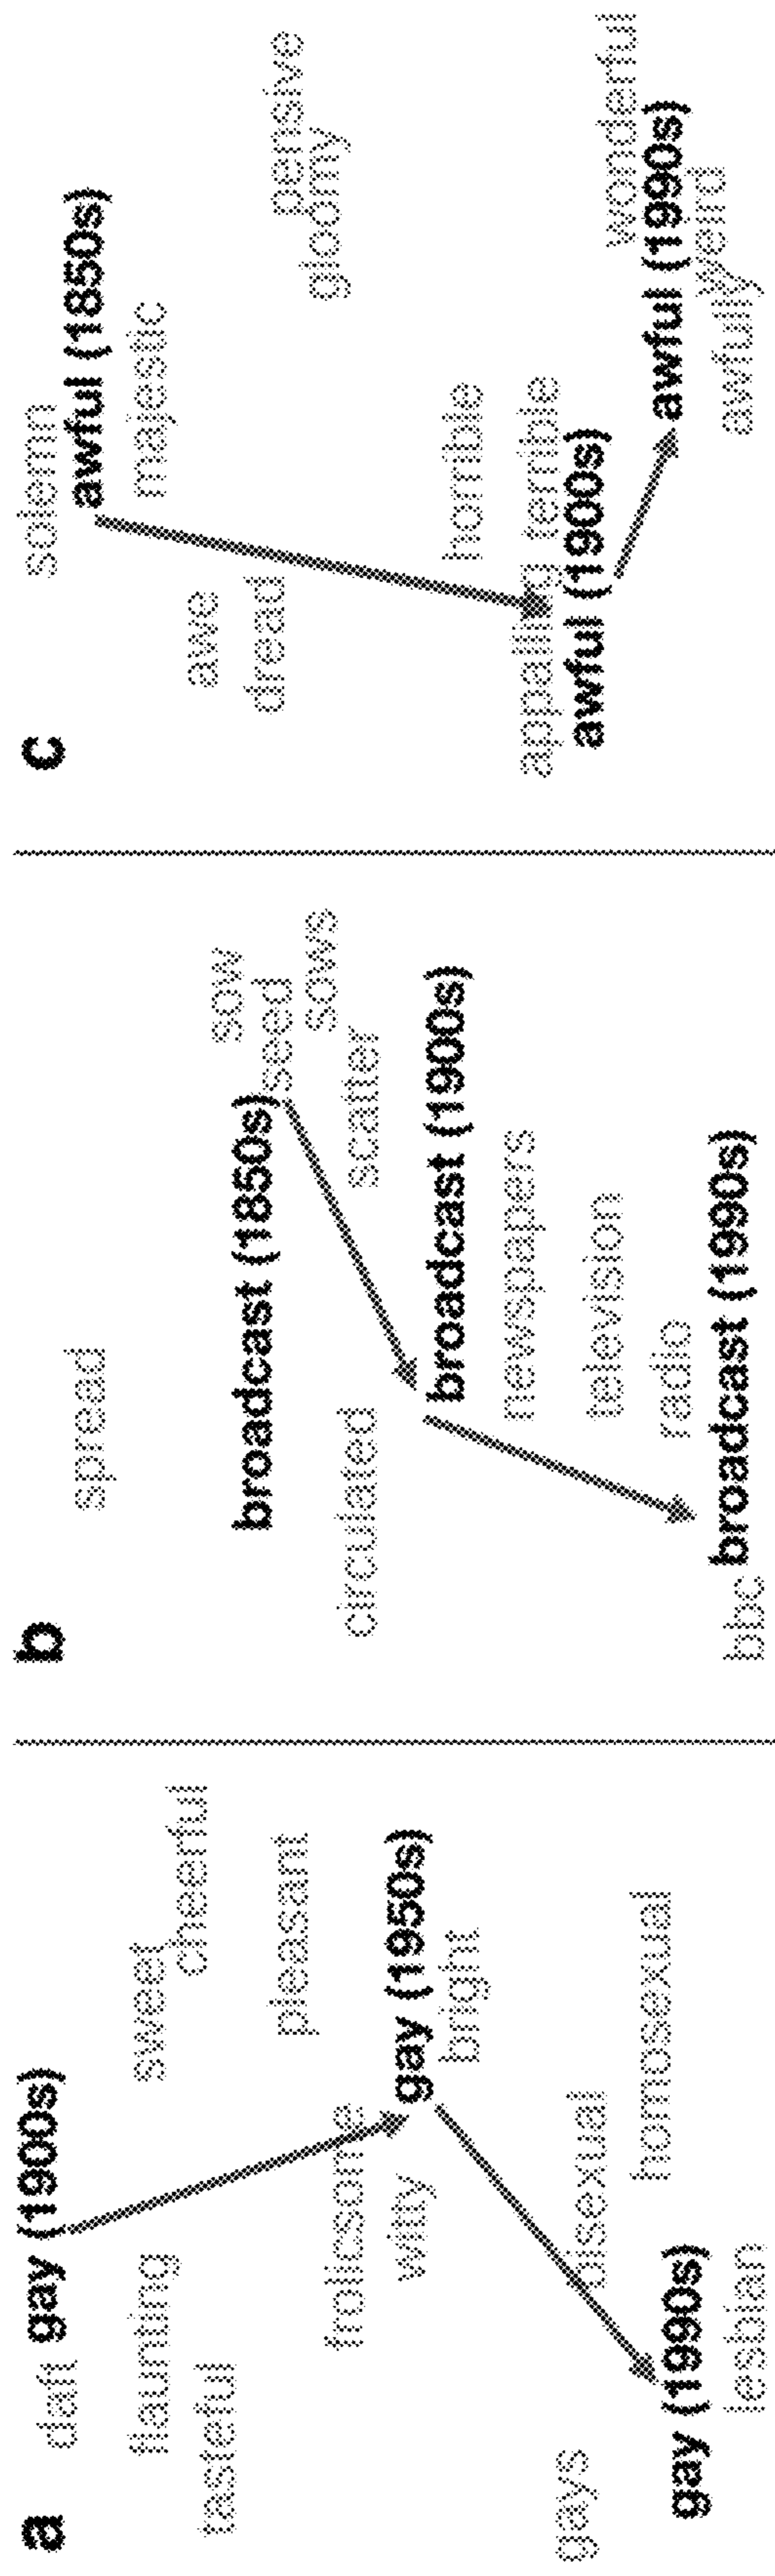 a
daft
gay (1900s)
flaunting
sweet
tasteful
cheerful
pleasant
frolicsome
witty
gay (1950s)
bright
gays
bisexual
homosexual
gay (1990s)
lesbian
b
spread
broadcast (1850s)
sow
seed
sows
circulated
scatter
broadcast (1900s)
newspapers
television
radio
bbc
broadcast (1990s)
c
solemn
awful (1850s)
majestic
awe
dread
pensive
gloomy
horrible
appalling
terrible
awful (1900s)
wonderful
awful (1990s)
weird
awfully